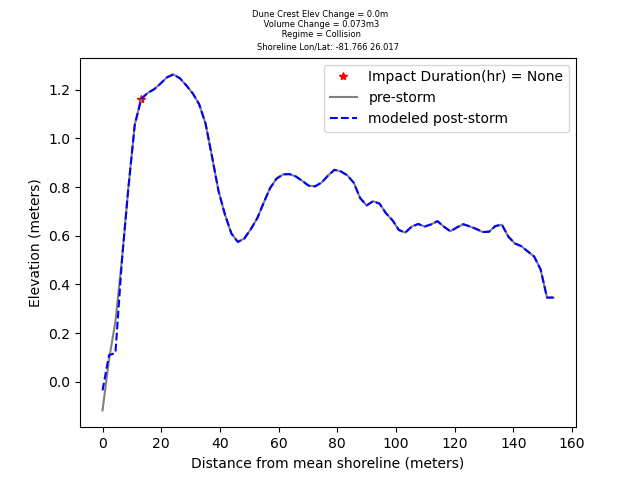 Dune Crest Elev Change = 0.0m
Volume Change = 0.073m3
Regime = Collision
Shoreline Lon/Lat: -81.766 26.017
Impact Duration(hr) = None
pre-storm
modeled post-storm
Elevation (meters)
1.2
1.0
0.8
0.6
0.4
0.2
0.0
0 20 40 60 80 100 120 140 160
Distance from mean shoreline (meters)